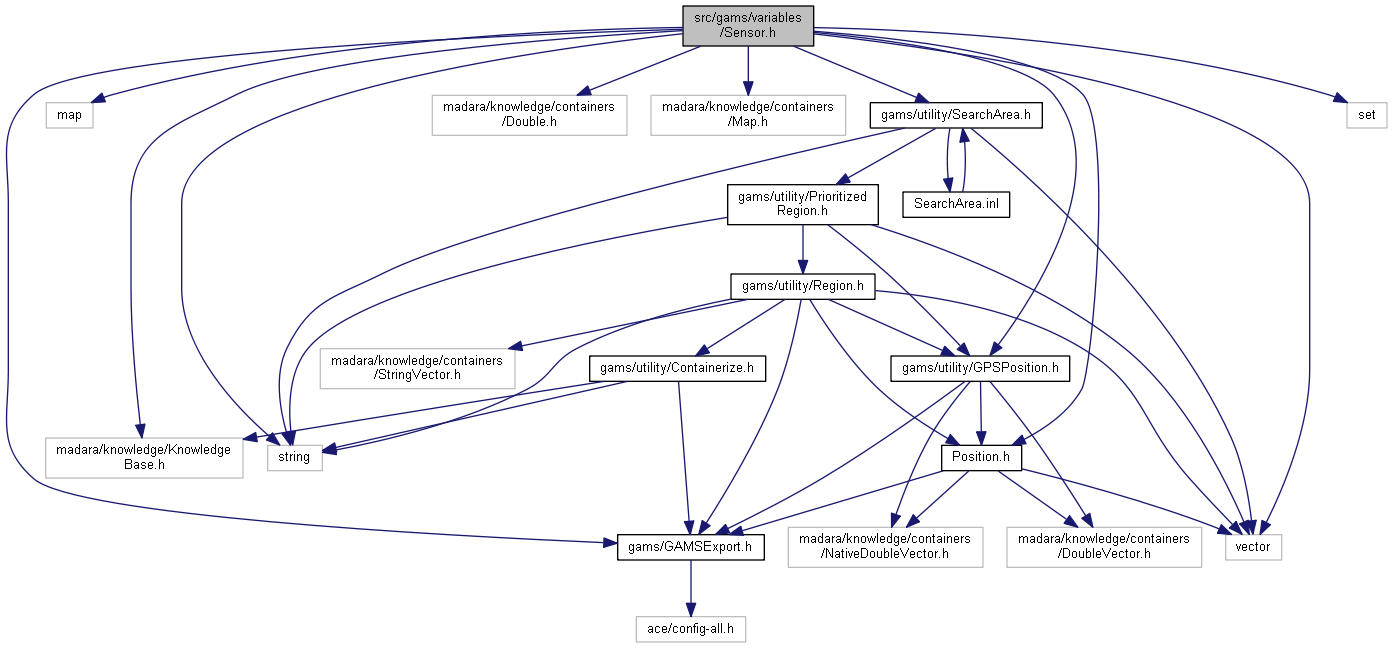 src/gams/variables
/Sensor.h
map
madara/knowledge/containers
/Double.h
madara/knowledge/containers
/Map.h
gams/utility/SearchArea.h
set
gams/utility/Prioritized
Region.h
SearchArea.inl
gams/utility/Region.h
madara/knowledge/containers
/StringVector.h
gams/utility/Containerize.h
gams/utility/GPSPosition.h
madara/knowledge/Knowledge
Base.h
string
Position.h
gams/GAMSExport.h
madara/knowledge/containers
/NativeDoubleVector.h
madara/knowledge/containers
/DoubleVector.h
vector
ace/config-all.h